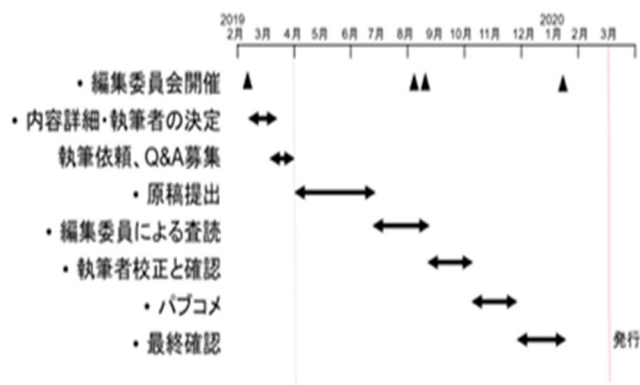 2019 2020
2月 3月 4月 5月 6月 7月 8月 9月 10月 11月 12月 1月 2月 3月
・編集委員会開催
・内容詳細・執筆者の決定
執筆依頼、Q&A募集
・原稿提出
・編集委員による査読
・執筆者校正と確認
・パブコメ
・最終確認
発行